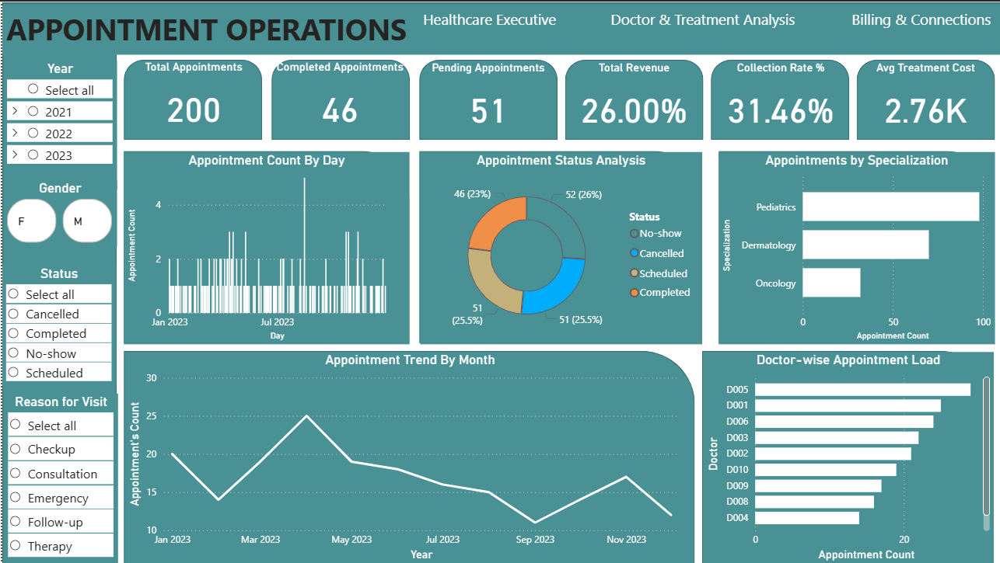 APPOINTMENT OPERATIONS
Healthcare Executive
Doctor & Treatment Analysis
Billing & Connections
Year
Select all
2021
2022
2023
Gender
F
M
Status
Select all
Cancelled
Completed
No-show
Scheduled
Reason for Visit
Select all
Checkup
Consultation
Emergency
Follow-up
Therapy
Total Appointments
200
Completed Appointments
46
Pending Appointments
51
Total Revenue
26.00%
Collection Rate %
31.46%
Avg Treatment Cost
2.76K
Appointment Count By Day
Appointment Count
4
2
0
Jan 2023
Jul 2023
Day
Appointment Status Analysis
46 (23%)
52 (26%)
51
(25.5%)
51 (25.5%)
Status
No-show
Cancelled
Scheduled
Completed
Appointments by Specialization
Specialization
Pediatrics
Dermatology
Oncology
0
50
100
Appointment Count
Appointment Trend By Month
Appointment's Count
30
25
20
15
10
Jan 2023
Mar 2023
May 2023
Jul 2023
Sep 2023
Nov 2023
Year
Doctor-wise Appointment Load
Doctor
D005
D001
D006
D003
D002
D010
D009
D008
D004
0
20
Appointment Count